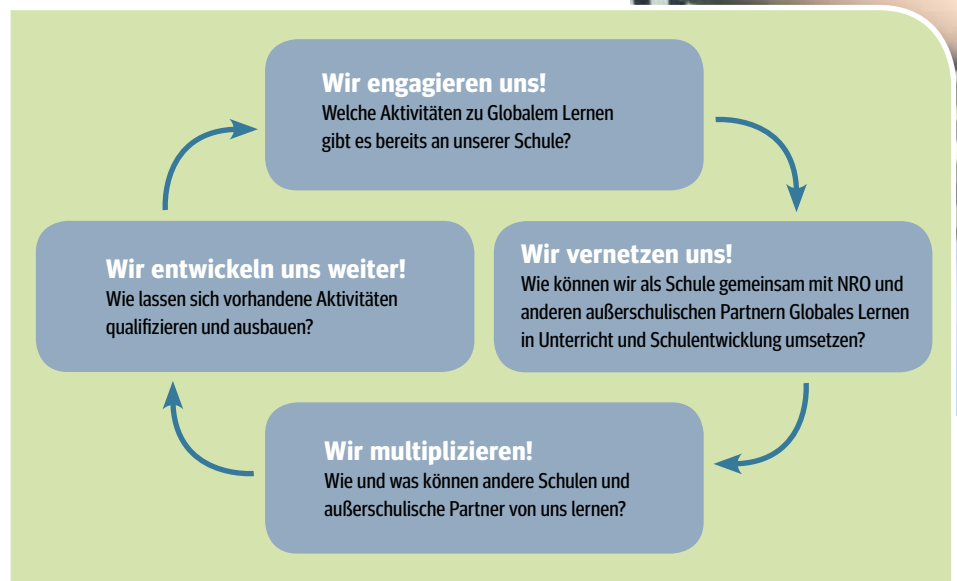 Wir engagieren uns!
Welche Aktivitäten zu Globalem Lernen
gibt es bereits an unserer Schule?
Wir vernetzen uns!
Wie können wir als Schule gemeinsam mit NRO und
anderen außerschulischen Partnern Globales Lernen
in Unterricht und Schulentwicklung umsetzen?
Wir multiplizieren!
Wie und was können andere Schulen und
außerschulische Partner von uns lernen?
Wir entwickeln uns weiter!
Wie lassen sich vorhandene Aktivitäten
qualifizieren und ausbauen?